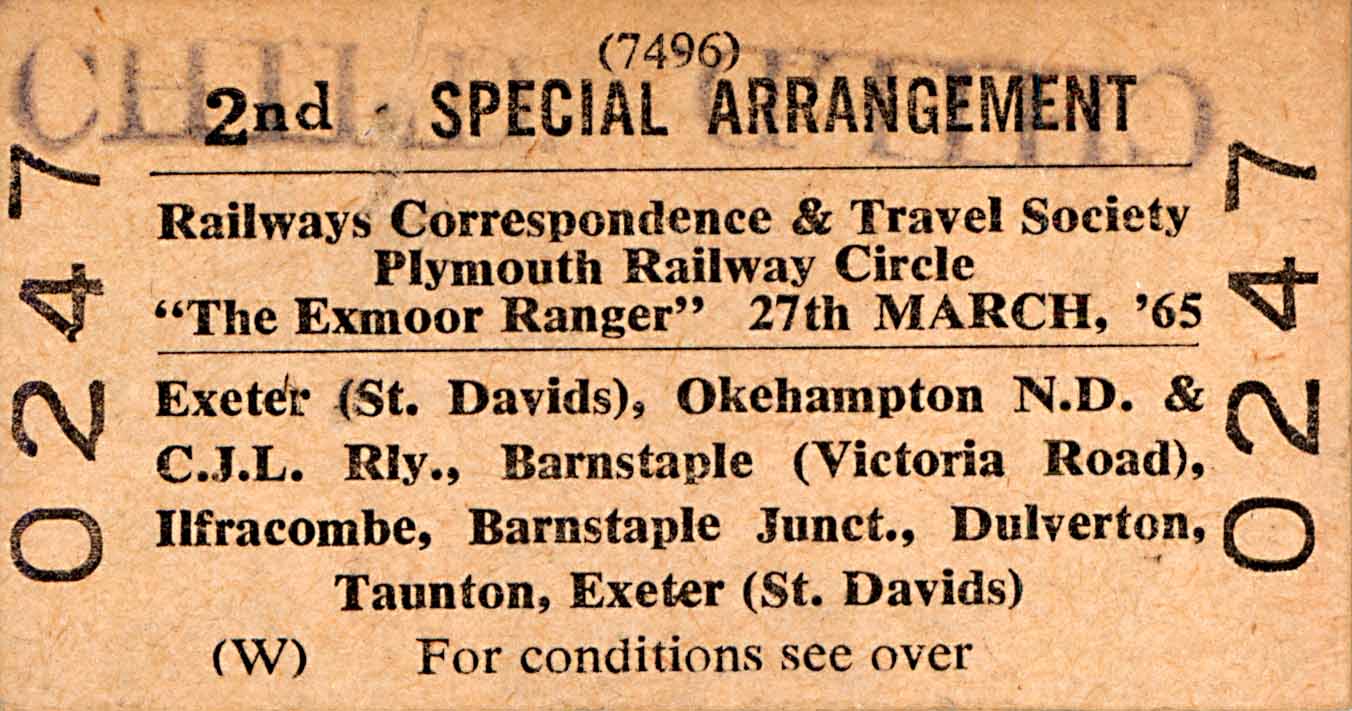 (7496)
2nd - SPECIAL ARRANGEMENT
CHILD CHILD
Railways Correspondence & Travel Society
Plymouth Railway Circle
“The Exmoor Ranger” 27th MARCH, ’65
Exeter (St. Davids), Okehampton N.D. &
C.J.L. Rly., Barnstaple (Victoria Road),
Ilfracombe, Barnstaple Junct., Dulverton,
Taunton, Exeter (St. Davids)
(W) For conditions see over
0247
0247